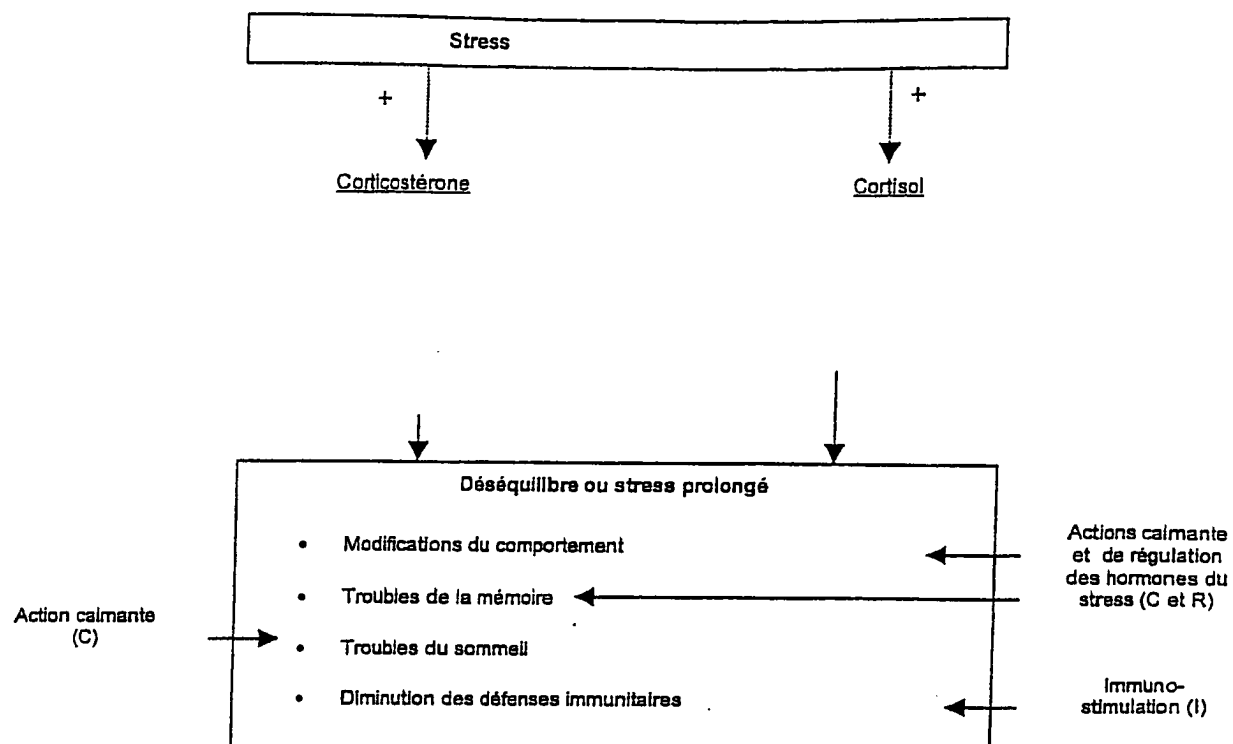 Stress
+
+
Corticostérone
Cortisol
Déséquilibre ou stress prolongé
• Modifications du comportement
• Troubles de la mémoire
• Troubles du sommeil
• Diminution des défenses immunitaires
Action calmante
(C)
Actions calmante
et de régulation
des hormones du
stress (C et R)
Immuno-
stimulation (I)